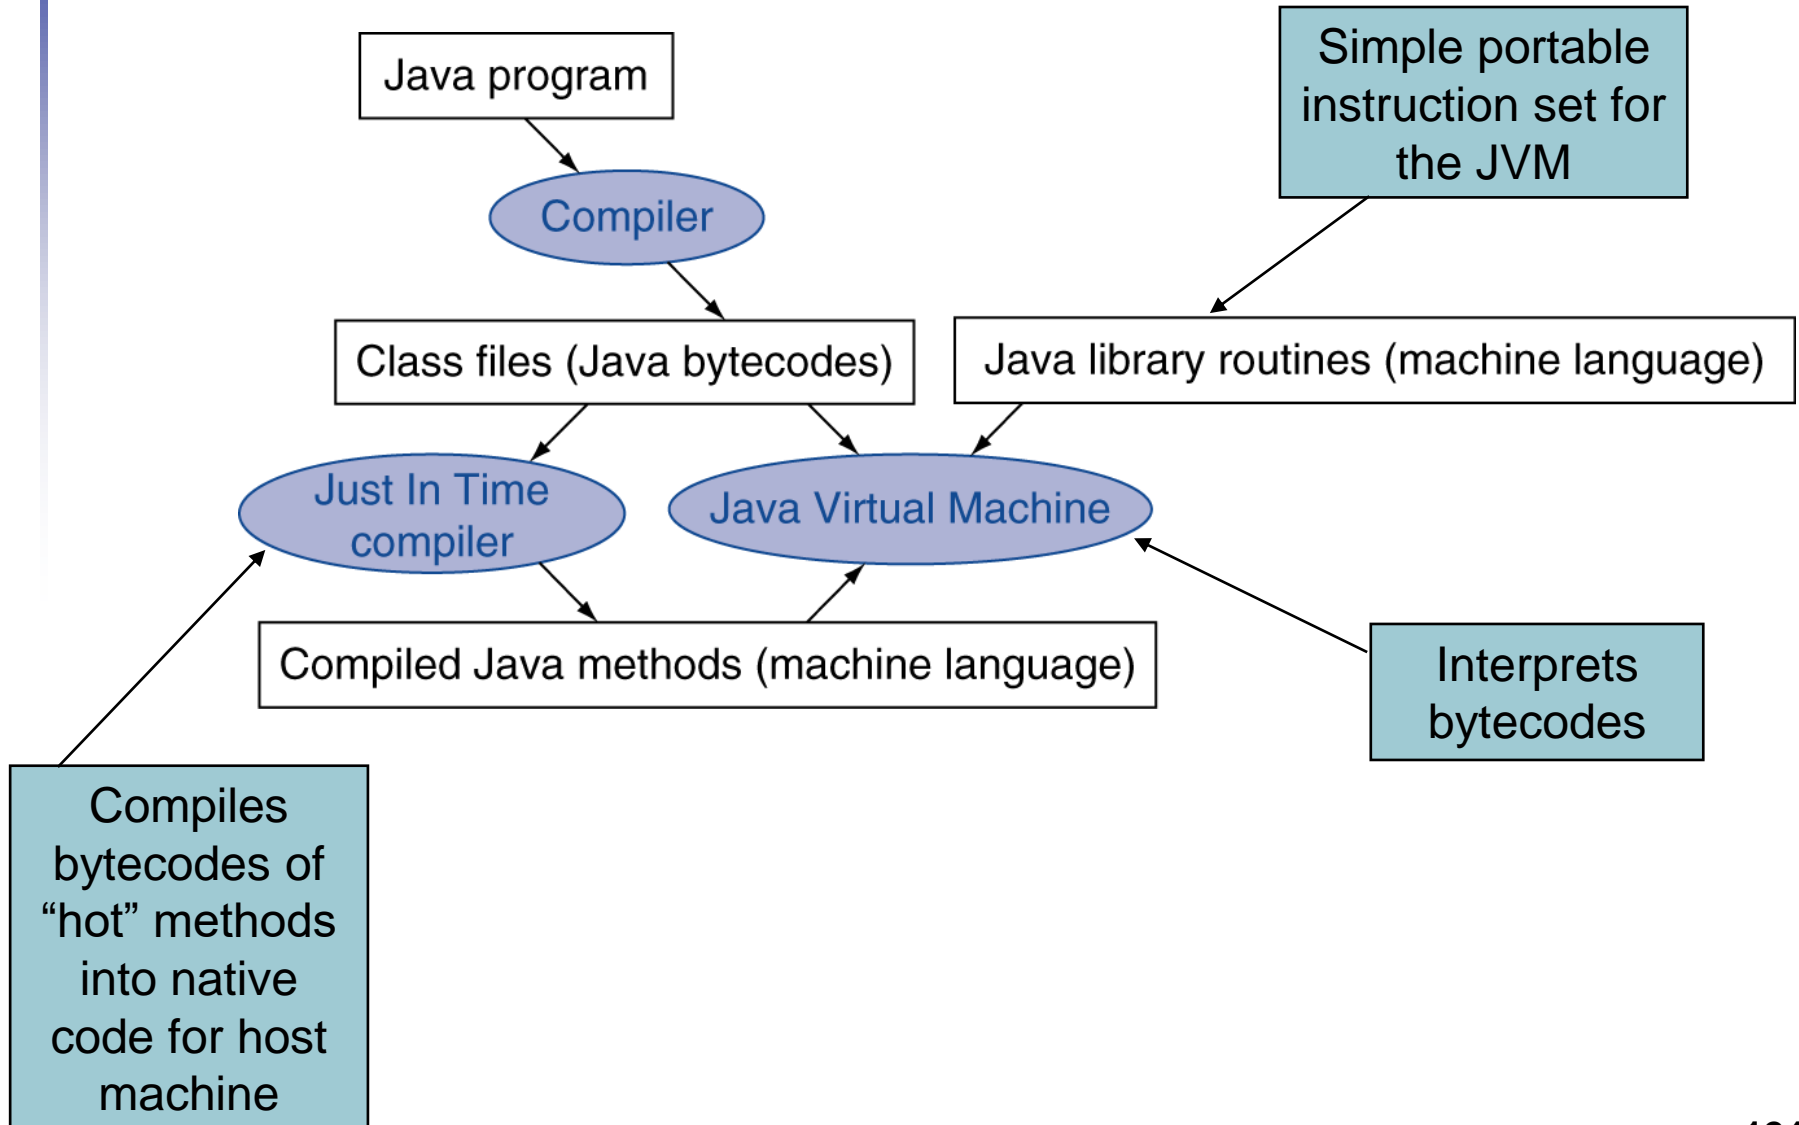 Java program
Simple portable
instruction set for
the JVM
Compiler
Class files (Java bytecodes)
Java library routines (machine language)
Just In Time
compiler
Java Virtual Machine
Compiled Java methods (machine language)
Interprets
bytecodes
Compiles
bytecodes of
“hot” methods
into native
code for host
machine